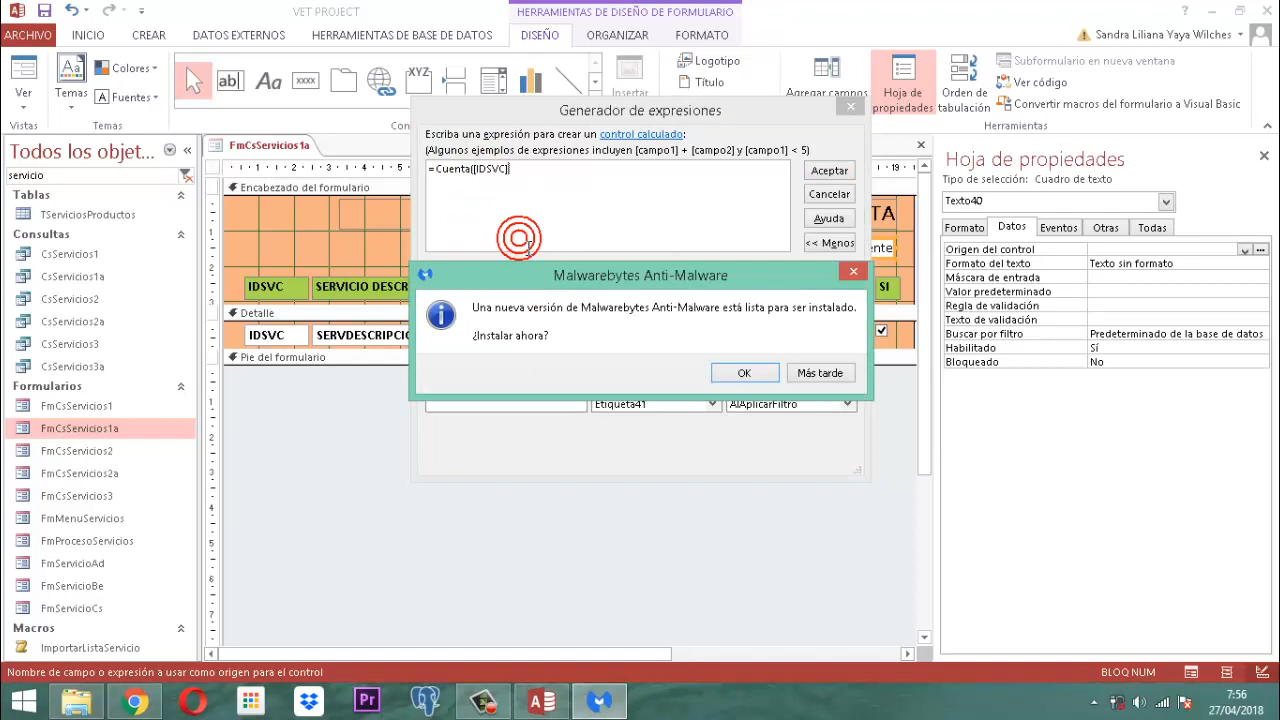 VET PROJECT
HERRAMIENTAS DE DISEÑO DE FORMULARIO
ARCHIVO INICIO CREAR DATOS EXTERNOS HERRAMIENTAS DE BASE DE DATOS DISEÑO ORGANIZAR FORMATO Sandra Liliana Yaya Wilches
Ver
Vistas
Temas
Colores
Fuentes
Temas
ab|
Aa
xxxx
XYZ
Insertar
Logotipo
Título
Agregar campos
Hoja de propiedades
Orden de tabulación
Subformulario en nueva ventana
Ver código
Convertir macros del formulario a Visual Basic
Herramientas
Todos los objet...
servicio
Tablas
TServiciosProductos
Consultas
CsServicios1
CsServicios1a
CsServicios2
CsServicios2a
CsServicios3
CsServicios3a
Formularios
FmCsServicios1
FmCsServicios1a
FmCsServicios2
FmCsServicios2a
FmCsServicios3
FmMenuServicios
FmProcesoServicios
FmServicioAd
FmServicioBe
FmServicioCs
Macros
ImportarListaServicio
FmCsServicios1a
Encabezado del formulario
IDSVC SERVICIO DESCR
SI
Detalle
IDSVC SERVDESCRIPCIO
Pie del formulario
Generador de expresiones
Escriba una expresión para crear un control calculado:
(Algunos ejemplos de expresiones incluyen [campo1] + [campo2] y [campo1] < 5)
=Cuenta([IDSVC]
Aceptar
Cancelar
Ayuda
<< Menos
Malwarebytes Anti-Malware
Una nueva versión de Malwarebytes Anti-Malware está lista para ser instalado.
¿Instalar ahora?
OK Más tarde
Etiqueta41 AlAplicarFiltro
Hoja de propiedades
Tipo de selección: Cuadro de texto
Texto40
Formato Datos Eventos Otras Todas
Origen del control
Formato del texto Texto sin formato
Máscara de entrada
Valor predeterminado
Regla de validación
Texto de validación
Buscar por filtro Predeterminado de la base de datos
Habilitado Sí
Bloqueado No
Nombre de campo o expresión a usar como origen para el control BLOQ NUM
Pr
7:56
27/04/2018